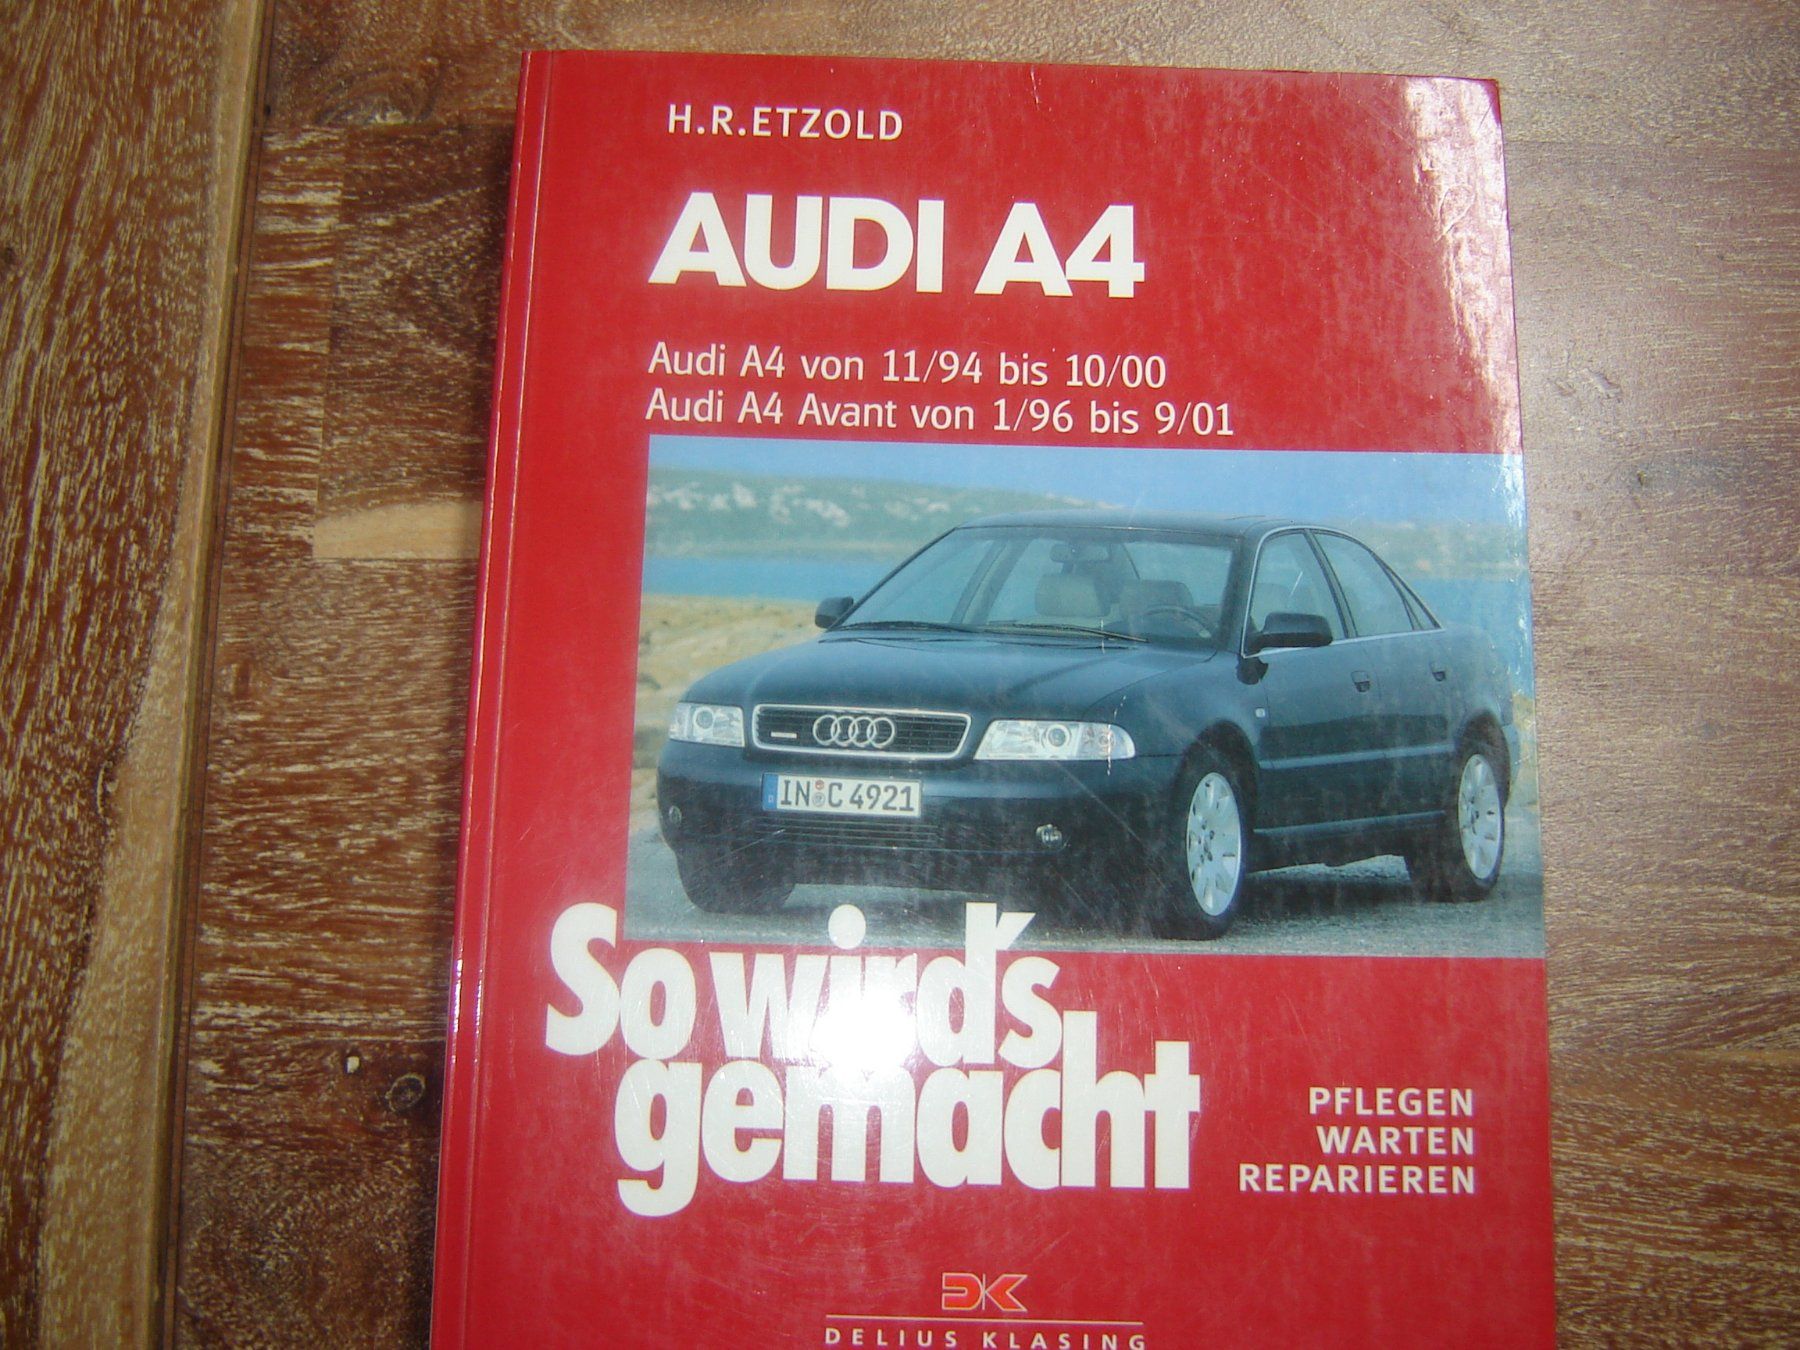 H.R.ETZOLD
AUDI A4
Audi A4 von 11/94 bis 10/00
Audi A4 Avant von 1/96 bis 9/01
IN C 4921
So wird's
gemacht
PFLEGEN
WARTEN
REPARIEREN
DK
DELIUS KLASING